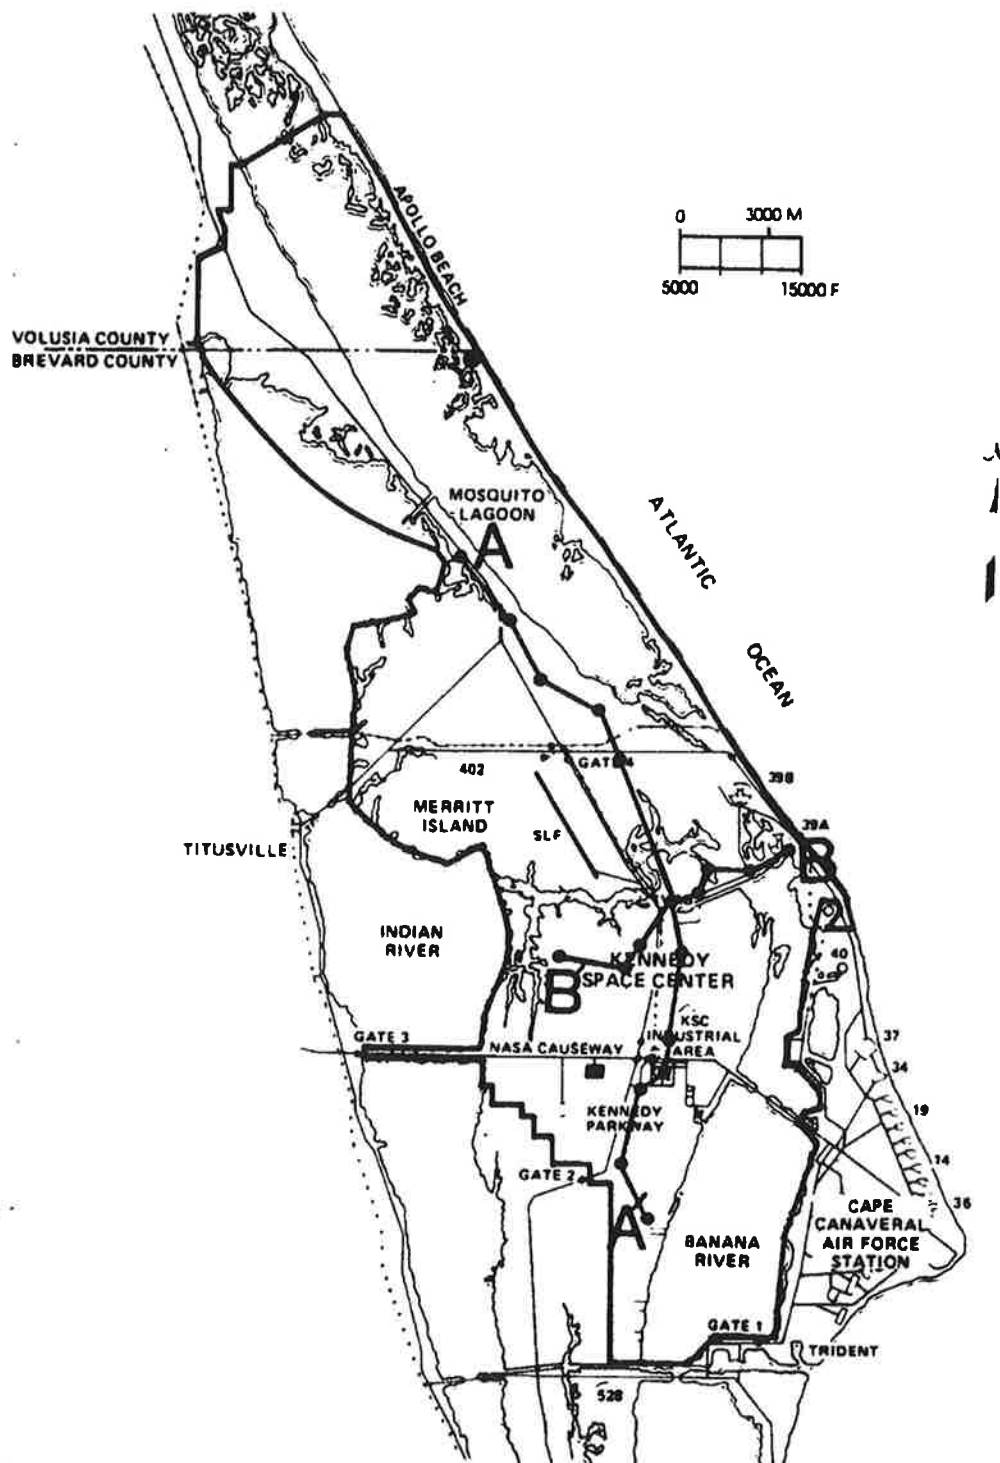 APOLLO BEACH
0 3000 M
5000 15000 F
VOLUSIA COUNTY
BREVARD COUNTY
MOSQUITO
LAGOON
A
ATLANTIC
OCEAN
GATE 4
402
39B
MERRITT
ISLAND
SLF
39A
TITUSVILLE
B
INDIAN
RIVER
40
KENNEDY
SPACE CENTER
B
KSC
INDUSTRIAL
AREA
GATE 3
NASA CAUSEWAY
37
34
KENNEDY
PARKWAY
19
14
GATE 2
36
A
CAPE
CANAVERAL
AIR FORCE
STATION
BANANA
RIVER
GATE 1
TRIDENT
528